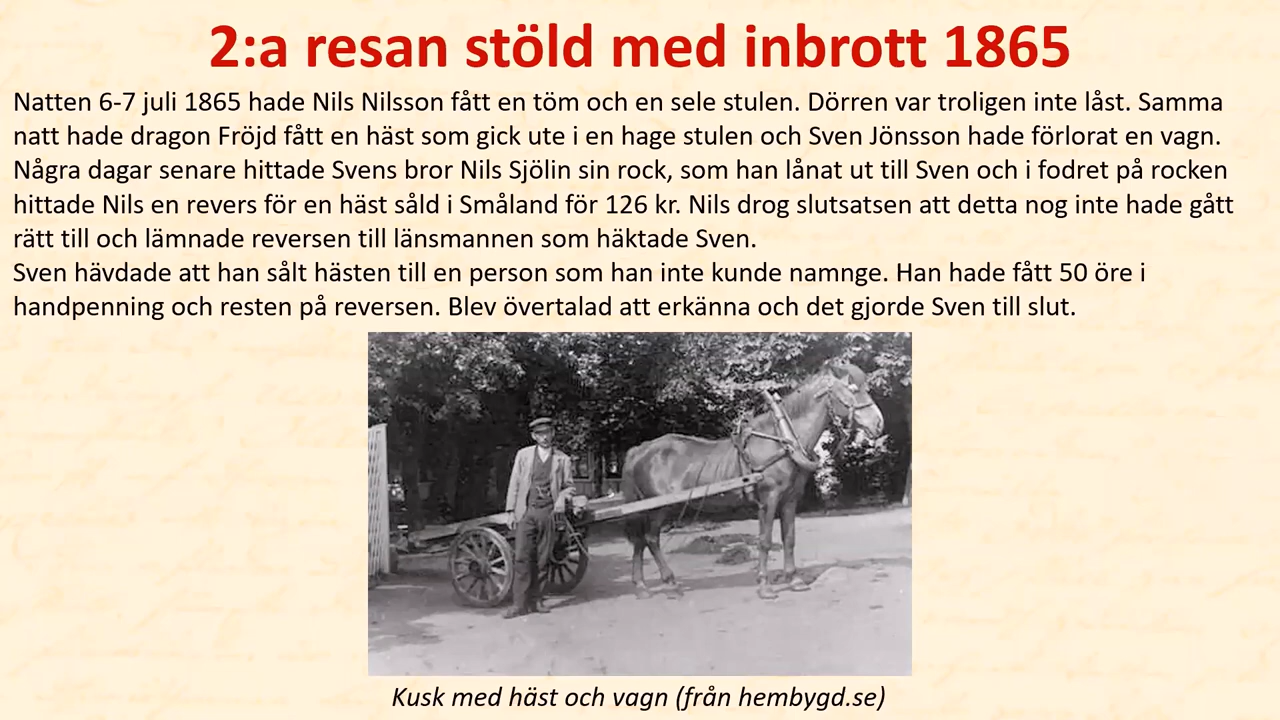 2:a resan stöld med inbrott 1865
Natten 6-7 juli 1865 hade Nils Nilsson fått en töm och en sele stulen. Dörren var troligen inte låst. Samma
natt hade dragon Fröjd fått en häst som gick ute i en hage stulen och Sven Jönsson hade förlorat en vagn.
Några dagar senare hittade Svens bror Nils Sjölin sin rock, som han lånat ut till Sven och i fodret på rocken
hittade Nils en revers för en häst såld i Småland för 126 kr. Nils drog slutsatsen att detta nog inte hade gått
rätt till och lämnade reversen till länsmannen som häktade Sven.
Sven hävdade att han sålt hästen till en person som han inte kunde namnge. Han hade fått 50 öre i
handpenning och resten på reversen. Blev övertalad att erkänna och det gjorde Sven till slut.
Kusk med häst och vagn (från hembygd.se)